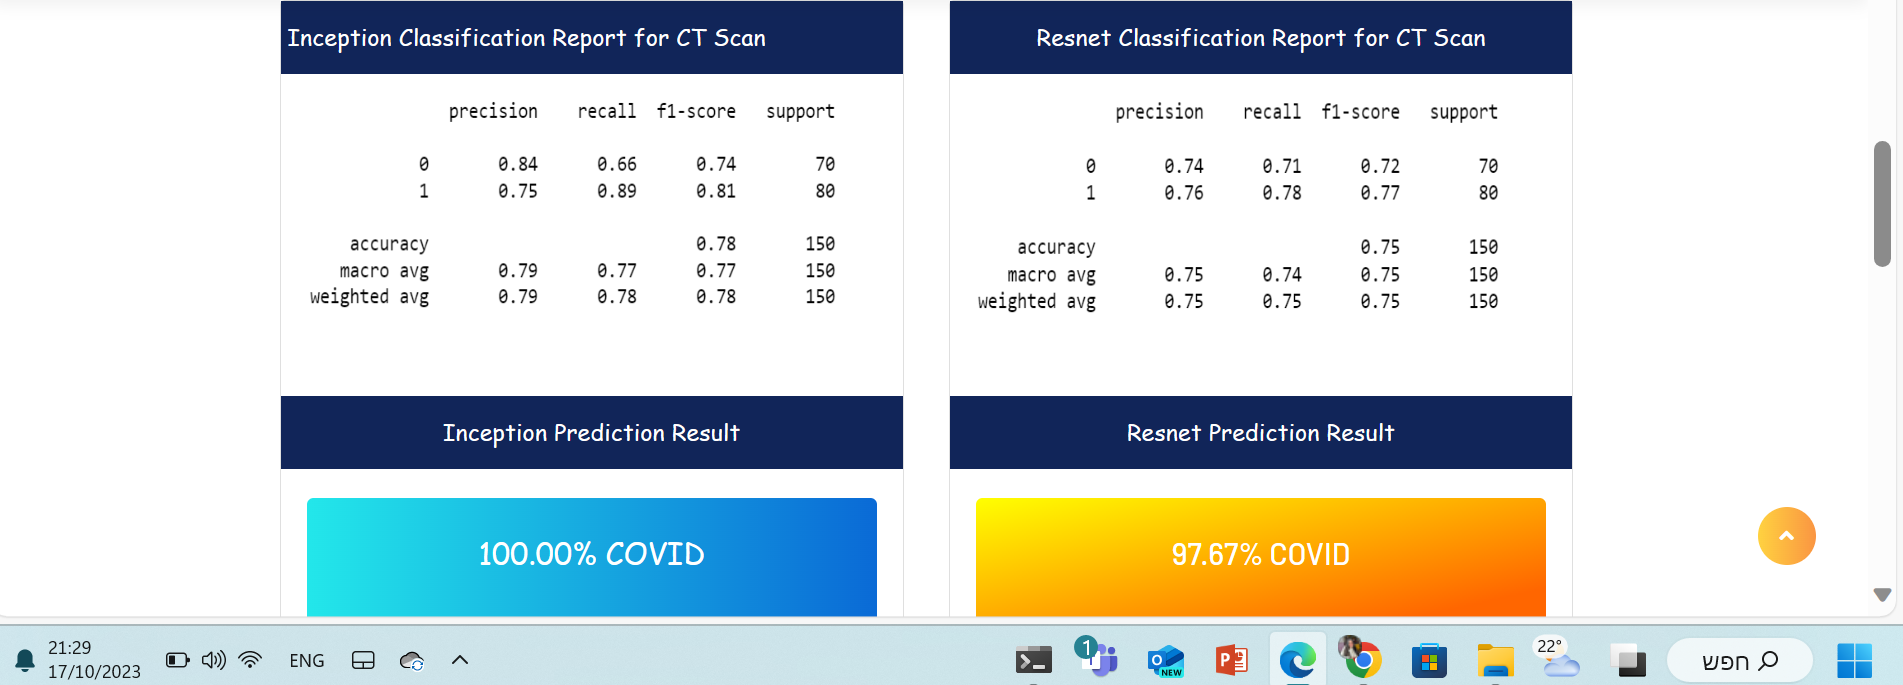 Inception Classification Report for CT Scan
precision recall f1-score support
0 0.84 0.66 0.74 70
1 0.75 0.89 0.81 80
accuracy 0.78 150
macro avg 0.79 0.77 0.77 150
weighted avg 0.79 0.78 0.78 150
Inception Prediction Result
100.00% COVID
Resnet Classification Report for CT Scan
precision recall f1-score support
0 0.74 0.71 0.72 70
1 0.76 0.78 0.77 80
accuracy 0.75 150
macro avg 0.75 0.74 0.75 150
weighted avg 0.75 0.75 0.75 150
Resnet Prediction Result
97.67% COVID
21:29
17/10/2023
ENG
1
NEW
22°
חפש